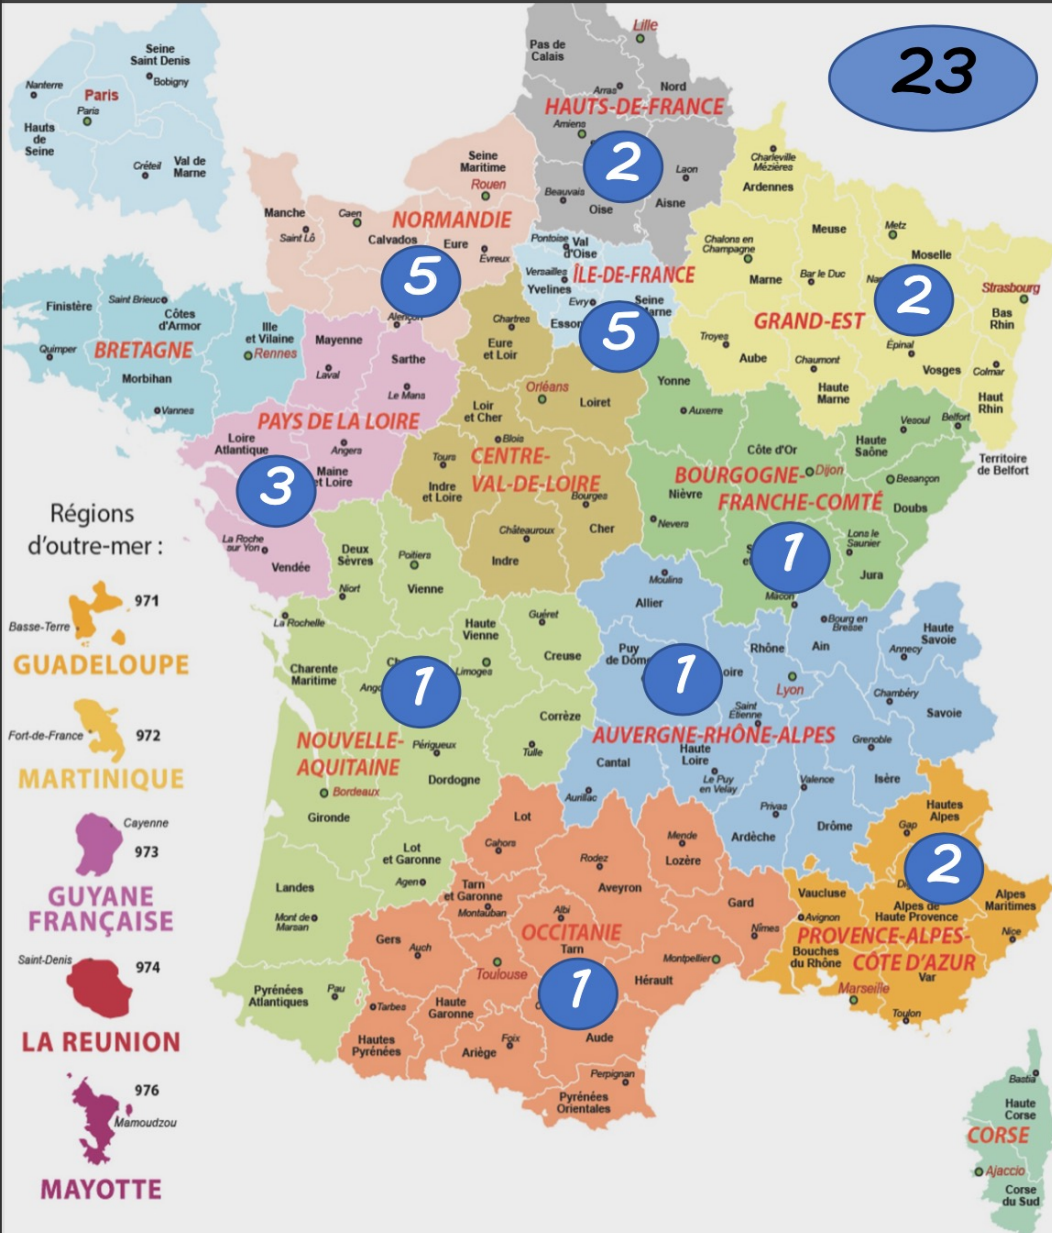 Seine
Saint Denis
Bobigny
Nanterre
Paris
Paris
Hauts
de
Seine
Créteil
Val de
Marne
23
Lille
Pas de
Calais
Nord
Arras
HAUTS-DE-FRANCE
Amiens
2
Laon
Beauvais
Oise
Aisne
Charleville
Mézières
Ardennes
Seine
Maritime
Rouen
Manche
Saint Lô
Caen
NORMANDIE
Calvados
Eure
Evreux
5
Alençon
Pontoise
Val
d'Oise
Versailles
ÎLE-DE-FRANCE
Yvelines
Evry
Seine
5
Chalons en
Champagne
Meuse
Metz
Moselle
Marne
Bar le Duc
2
Strasbourg
GRAND-EST
Bas
Rhin
Troyes
Aube
Chaumont
Épinal
Vosges
Colmar
Haute
Marne
Haut
Rhin
Finistère
Saint Brieuc
Côtes
d'Armor
Ille
et Vilaine
Quimper
BRETAGNE
Rennes
Morbihan
Vannes
Mayenne
Sarthe
Laval
Le Mans
PAYS DE LA LOIRE
Loire
Atlantique
Angers
Maine
et Loire
3
La Roche
sur Yon
Vendée
Chartres
Eure
et Loir
Orléans
Loir
et Cher
Loiret
Blois
Tours
CENTRE-
VAL-DE-LOIRE
Indre
et Loire
Bourges
Châteauroux
Cher
Indre
Yonne
Auxerre
Vesoul
Belfort
Côte d'Or
Haute
Saône
Territoire
de Belfort
BOURGOGNE-
FRANCHE-COMTÉ
Dijon
Besançon
Nièvre
Doubs
Nevers
1
Lons le
Saunier
Jura
Mâcon
Deux
Sèvres
Poitiers
Niort
Vienne
La Rochelle
Haute
Vienne
Guéret
Creuse
Charente
Maritime
1
Limoges
Corrèze
NOUVELLE-
AQUITAINE
Périgueux
Tulle
Dordogne
Bordeaux
Gironde
Lot
et Garonne
Agen
Landes
Mont de
Marsan
Pyrénées
Atlantiques
Pau
Moulins
Allier
Bourg en
Bresse
Puy
Rhône
Ain
Haute
Savoie
Annecy
1
Lyon
Chambéry
Saint
Etienne
Savoie
AUVERGNE-RHÔNE-ALPES
Grenoble
Cantal
Haute
Loire
Le Puy
en Velay
Valence
Isère
Aurillac
Privas
Ardèche
Drôme
Lot
Cahors
Rodez
Mende
Lozère
Tarn
et Garonne
Montauban
Aveyron
Albi
Gard
OCCITANIE
Tarn
Nîmes
Gers
Auch
Toulouse
Montpellier
1
Hérault
Tarbes
Haute
Garonne
Aude
Hautes
Pyrénées
Ariège
Foix
Perpignan
Pyrénées
Orientales
Hautes
Alpes
Gap
2
Vaucluse
Alpes de
Haute Provence
Alpes
Maritimes
Avignon
PROVENCE-ALPES-
CÔTE D'AZUR
Nice
Bouches
du Rhône
Var
Marseille
Toulon
Bastia
Haute
Corse
CORSE
Ajaccio
Corse
du Sud
Régions
d'outre-mer :
971
Basse-Terre
GUADELOUPE
972
Fort-de-France
MARTINIQUE
Cayenne
973
GUYANE
FRANÇAISE
Saint-Denis
974
LA REUNION
976
Mamoudzou
MAYOTTE